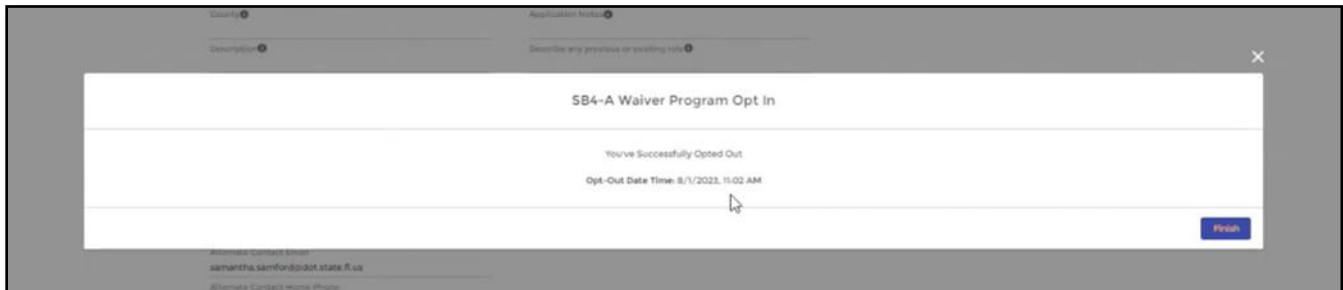 County
Application Notes
Description
Describe any previous or existing role
SB4-A Waiver Program Opt In
You've Successfully Opted Out
Opt-Out Date Time: 8/1/2023, 11:02 AM
Finish
Alternate Contact Email
samantha.samford@dot.state.fl.us
Alternate Contact Home Phone